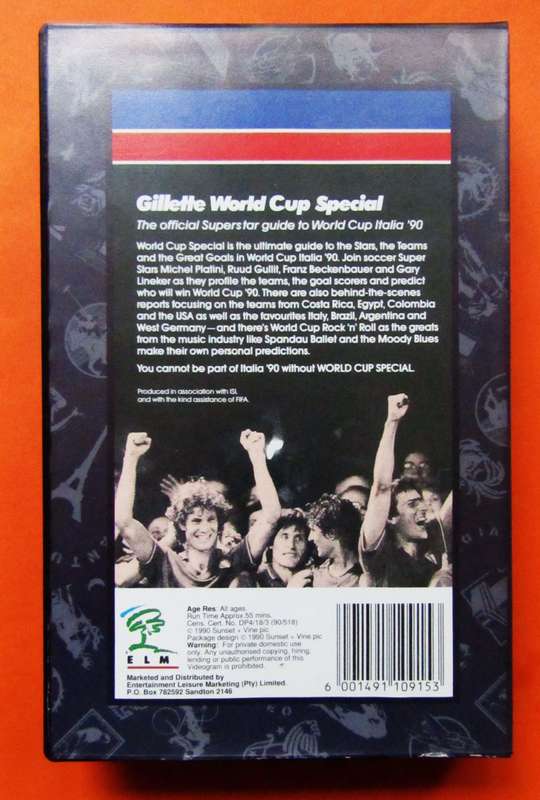 Gillette World Cup Special
The official Superstar guide to World Cup Italia '90
World Cup Special is the ultimate guide to the Stars, the Teams
and the Great Goals in World Cup Italia '90. Join soccer Super
Stars Michel Platini, Ruud Gullit, Franz Beckenbauer and Gary
Lineker as they profile the teams, the goal scorers and predict
who will win World Cup '90. There are also behind-the-scenes
reports focusing on the teams from Costa Rica, Egypt, Colombia
and the USA as well as the favourites Italy, Brazil, Argentina and
West Germany—and there's World Cup Rock 'n' Roll as the greats
from the music industry like Spandau Ballet and the Moody Blues
make their own personal predictions.
You cannot be part of Italia '90 without WORLD CUP SPECIAL.
Produced in association with ISL
and with the kind assistance of FIFA.
ELM
Age Res: All ages.
Run Time Approx 55 mins.
Cens. Cert. No. DP4/18/3 (90/518)
© 1990 Sunset + Vine plc
Package design © 1990 Sunset + Vine plc
Warning: For private domestic use
only. Any unauthorised copying, hiring,
lending or public performance of this
Videogram is prohibited.
Marketed and Distributed by
Entertainment Leisure Marketing (Pty) Limited.
P.O. Box 782592 Sandton 2146
6 001491 109153